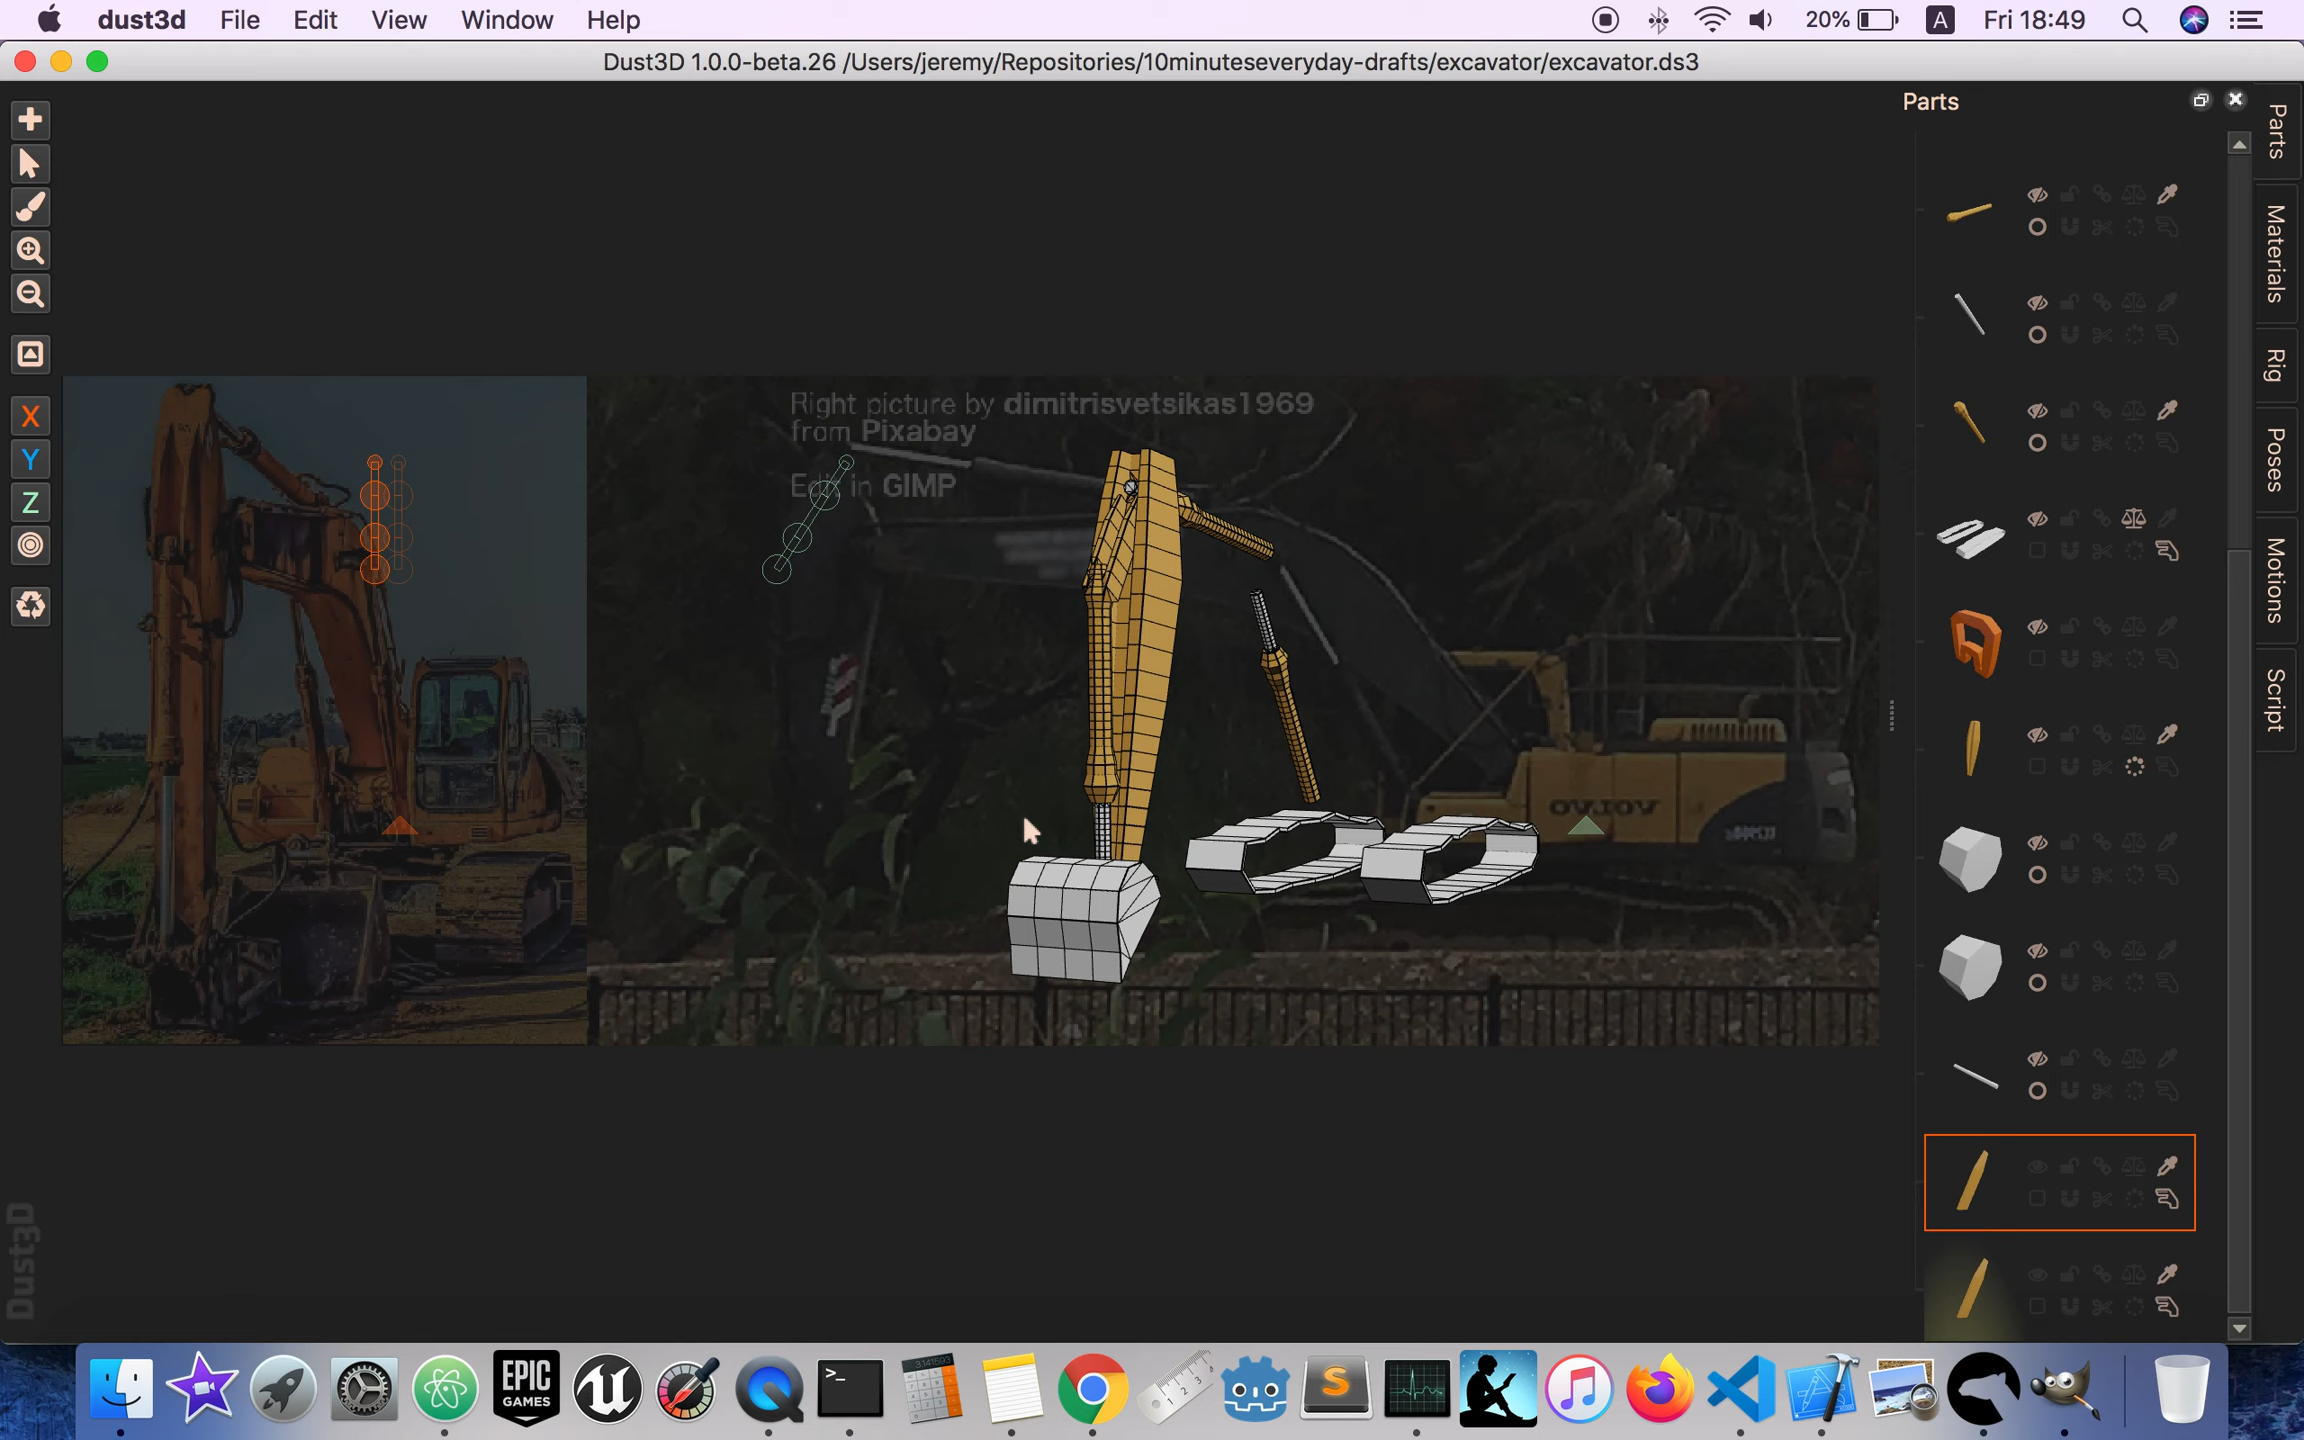 dust3d File Edit View Window Help 20% A Fri 18:49
Dust3D 1.0.0-beta.26 /Users/jeremy/Repositories/10minuteseveryday-drafts/excavator/excavator.ds3
Parts
Parts
Materials
Rig
Poses
Motions
Script
X
Y
Z
Right picture by dimitrisvetsikas1969
from Pixabay
in GIMP
Dust3D
EPIC
GAMES
3.141593